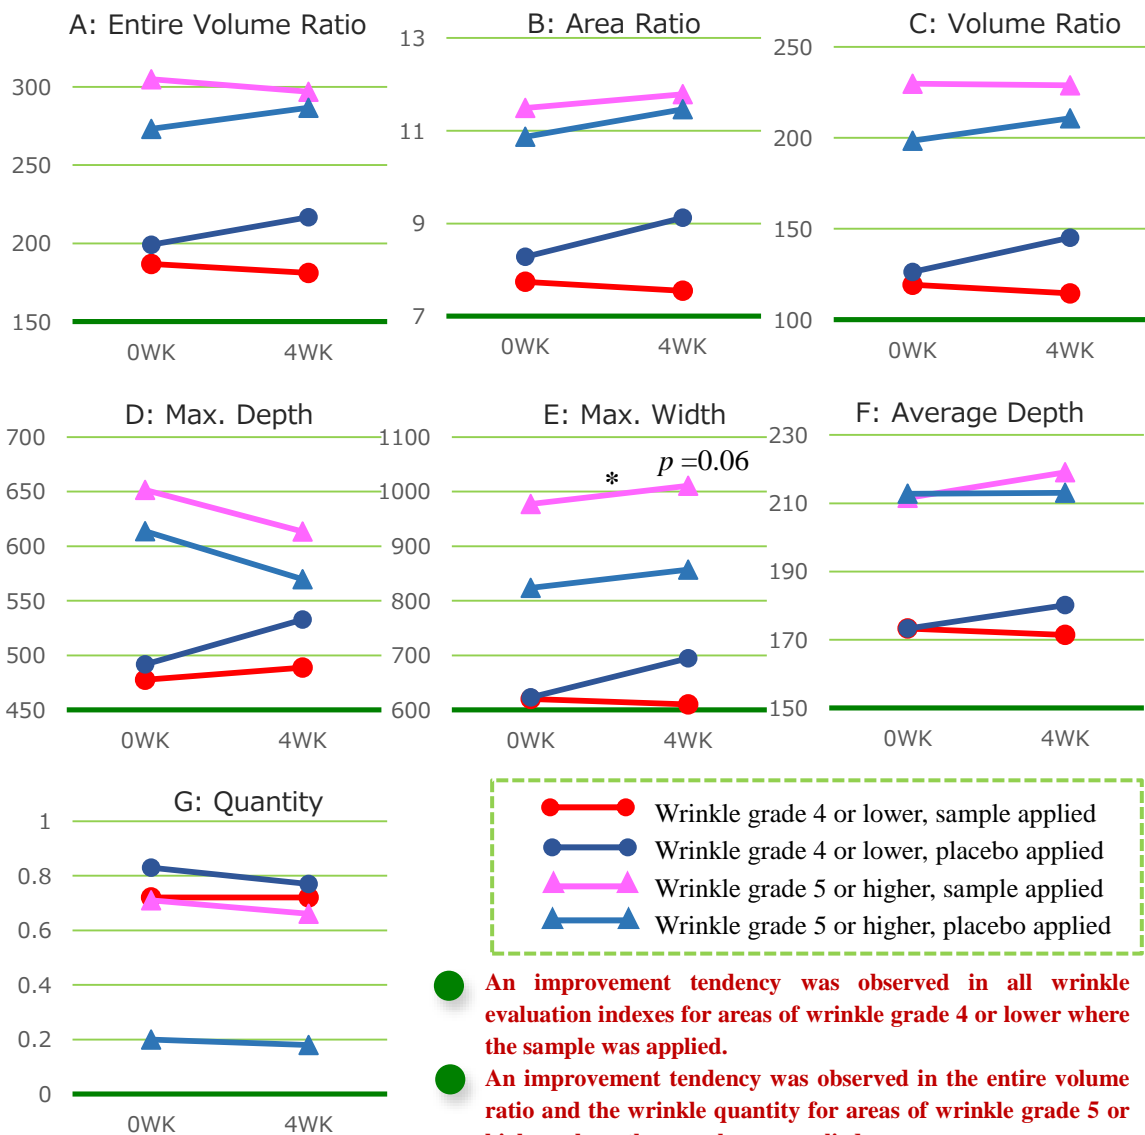 A: Entire Volume Ratio
300
250
200
150
0WK 4WK
B: Area Ratio
13
11
9
7
0WK 4WK
C: Volume Ratio
250
200
150
100
0WK 4WK
D: Max. Depth
700
650
600
550
500
450
0WK 4WK
E: Max. Width
1100
1000
900
800
700
600
* p =0.06
0WK 4WK
F: Average Depth
230
210
190
170
150
0WK 4WK
G: Quantity
1
0.8
0.6
0.4
0.2
0
0WK 4WK
Wrinkle grade 4 or lower, sample applied
Wrinkle grade 4 or lower, placebo applied
Wrinkle grade 5 or higher, sample applied
Wrinkle grade 5 or higher, placebo applied
An improvement tendency was observed in all wrinkle
evaluation indexes for areas of wrinkle grade 4 or lower where
the sample was applied.
An improvement tendency was observed in the entire volume
ratio and the wrinkle quantity for areas of wrinkle grade 5 or